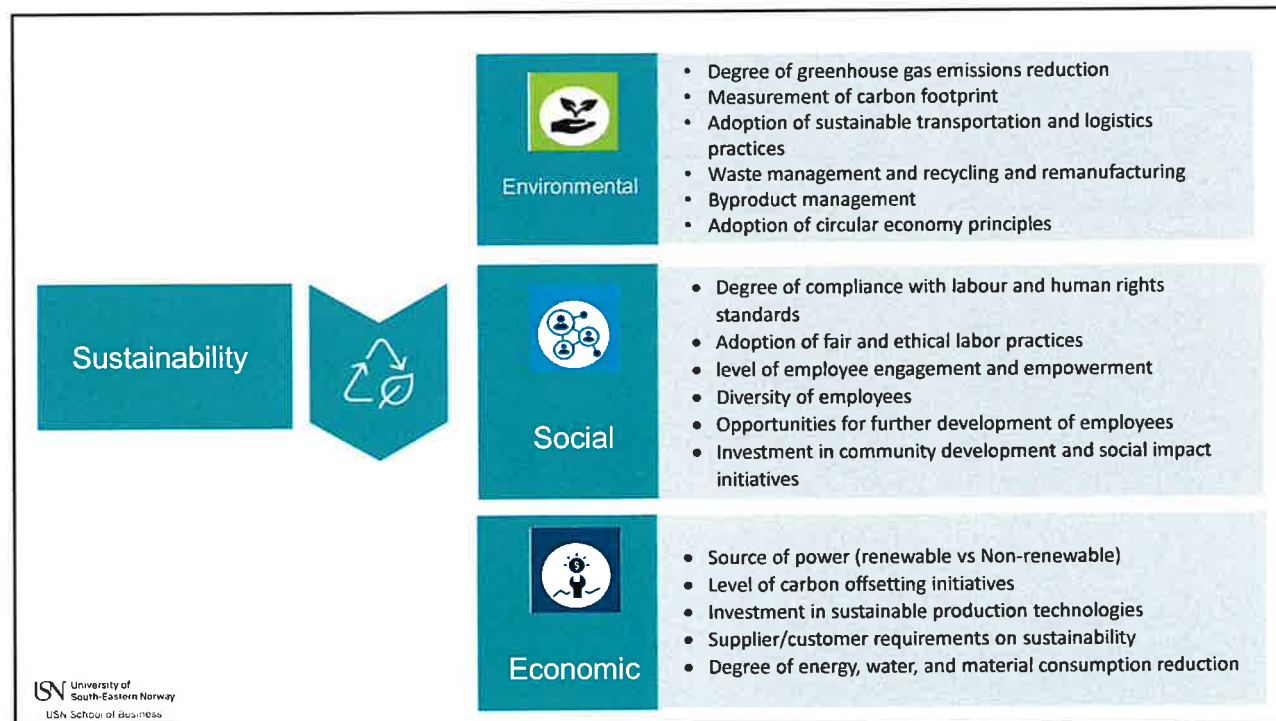 Sustainability
Environmental
• Degree of greenhouse gas emissions reduction
• Measurement of carbon footprint
• Adoption of sustainable transportation and logistics
practices
• Waste management and recycling and remanufacturing
• Byproduct management
• Adoption of circular economy principles
Social
• Degree of compliance with labour and human rights
standards
• Adoption of fair and ethical labor practices
• level of employee engagement and empowerment
• Diversity of employees
• Opportunities for further development of employees
• Investment in community development and social impact
initiatives
Economic
• Source of power (renewable vs Non-renewable)
• Level of carbon offsetting initiatives
• Investment in sustainable production technologies
• Supplier/customer requirements on sustainability
• Degree of energy, water, and material consumption reduction
USN University of
South-Eastern Norway
USN School of Business